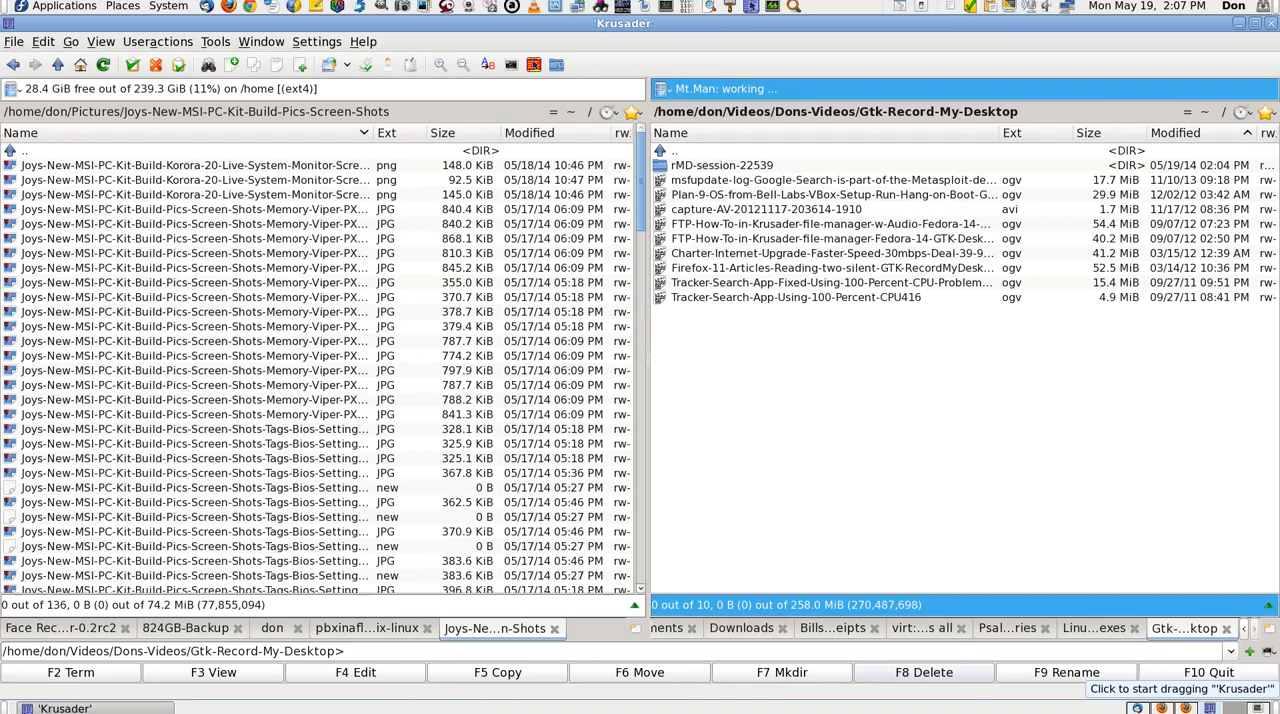 Applications Places System Mon May 19, 2:07 PM Don
'Krusader'
File Edit Go View Useractions Tools Window Settings Help
28.4 GiB free out of 239.3 GiB (11%) on /home [(ext4)] Mt.Man: working ...
/home/don/Pictures/Joys-New-MSI-PC-Kit-Build-Pics-Screen-Shots = ~ / /home/don/Videos/Dons-Videos/Gtk-Record-My-Desktop = ~ /
Name Ext Size Modified rw. Name Ext Size Modified rw.
.. <DIR> .. <DIR>
Joys-New-MSI-PC-Kit-Build-Korora-20-Live-System-Monitor-Scre... png 148.0 KiB 05/18/14 10:46 PM rw- rMD-session-22539 <DIR> 05/19/14 02:04 PM r...
Joys-New-MSI-PC-Kit-Build-Korora-20-Live-System-Monitor-Scre... png 92.5 KiB 05/18/14 10:47 PM rw- msfupdate-log-Google-Search-is-part-of-the-Metasploit-de... ogv 17.7 MiB 11/10/13 09:18 PM rw-
Joys-New-MSI-PC-Kit-Build-Korora-20-Live-System-Monitor-Scre... png 145.0 KiB 05/18/14 10:46 PM rw- Plan-9-OS-from-Bell-Labs-VBox-Setup-Run-Hang-on-Boot-G... ogv 29.9 MiB 12/02/12 03:42 AM rw-
Joys-New-MSI-PC-Kit-Build-Pics-Screen-Shots-Memory-Viper-PX... JPG 840.4 KiB 05/17/14 06:09 PM rw- capture-AV-20121117-203614-1910 avi 1.7 MiB 11/17/12 08:36 PM rw-
Joys-New-MSI-PC-Kit-Build-Pics-Screen-Shots-Memory-Viper-PX... JPG 842.1 KiB 05/17/14 06:09 PM rw- FTP-How-To-in-Krusader-file-manager-w-Audio-Fedora-14-... ogv 54.4 MiB 09/07/12 07:23 PM rw-
Joys-New-MSI-PC-Kit-Build-Pics-Screen-Shots-Memory-Viper-PX... JPG 868.1 KiB 05/17/14 06:09 PM rw- FTP-How-To-in-Krusader-file-manager-Fedora-14-GTK-Desk... ogv 40.2 MiB 09/07/12 02:50 PM rw-
Joys-New-MSI-PC-Kit-Build-Pics-Screen-Shots-Memory-Viper-PX... JPG 810.3 KiB 05/17/14 06:09 PM rw- Charter-Internet-Upgrade-Faster-Speed-30mbps-Deal-39-9... ogv 41.2 MiB 03/15/12 12:39 AM rw-
Joys-New-MSI-PC-Kit-Build-Pics-Screen-Shots-Memory-Viper-PX... JPG 845.2 KiB 05/17/14 06:09 PM rw- Firefox-11-Articles-Reading-two-silent-GTK-RecordMyDesk... ogv 52.5 MiB 03/14/12 10:36 PM rw-
Joys-New-MSI-PC-Kit-Build-Pics-Screen-Shots-Memory-Viper-PX... JPG 355.0 KiB 05/17/14 05:18 PM rw- Tracker-Search-App-Fixed-Using-100-Percent-CPU-Problem... ogv 15.4 MiB 09/27/11 09:51 PM rw-
Joys-New-MSI-PC-Kit-Build-Pics-Screen-Shots-Memory-Viper-PX... JPG 370.7 KiB 05/17/14 05:18 PM rw- Tracker-Search-App-Using-100-Percent-CPU416 ogv 4.9 MiB 09/27/11 08:41 PM rw-
Joys-New-MSI-PC-Kit-Build-Pics-Screen-Shots-Memory-Viper-PX... JPG 378.7 KiB 05/17/14 05:18 PM rw-
Joys-New-MSI-PC-Kit-Build-Pics-Screen-Shots-Memory-Viper-PX... JPG 379.4 KiB 05/17/14 05:18 PM rw-
Joys-New-MSI-PC-Kit-Build-Pics-Screen-Shots-Memory-Viper-PX... JPG 787.7 KiB 05/17/14 06:09 PM rw-
Joys-New-MSI-PC-Kit-Build-Pics-Screen-Shots-Memory-Viper-PX... JPG 774.2 KiB 05/17/14 06:09 PM rw-
Joys-New-MSI-PC-Kit-Build-Pics-Screen-Shots-Memory-Viper-PX... JPG 797.9 KiB 05/17/14 06:09 PM rw-
Joys-New-MSI-PC-Kit-Build-Pics-Screen-Shots-Memory-Viper-PX... JPG 787.7 KiB 05/17/14 06:09 PM rw-
Joys-New-MSI-PC-Kit-Build-Pics-Screen-Shots-Memory-Viper-PX... JPG 788.2 KiB 05/17/14 06:09 PM rw-
Joys-New-MSI-PC-Kit-Build-Pics-Screen-Shots-Memory-Viper-PX... JPG 841.3 KiB 05/17/14 06:09 PM rw-
Joys-New-MSI-PC-Kit-Build-Pics-Screen-Shots-Tags-Bios-Setting... JPG 328.1 KiB 05/17/14 05:18 PM rw-
Joys-New-MSI-PC-Kit-Build-Pics-Screen-Shots-Tags-Bios-Setting... JPG 325.9 KiB 05/17/14 05:18 PM rw-
Joys-New-MSI-PC-Kit-Build-Pics-Screen-Shots-Tags-Bios-Setting... JPG 325.1 KiB 05/17/14 05:18 PM rw-
Joys-New-MSI-PC-Kit-Build-Pics-Screen-Shots-Tags-Bios-Setting... JPG 367.8 KiB 05/17/14 05:36 PM rw-
Joys-New-MSI-PC-Kit-Build-Pics-Screen-Shots-Tags-Bios-Setting... new 0 B 05/17/14 05:27 PM rw-
Joys-New-MSI-PC-Kit-Build-Pics-Screen-Shots-Tags-Bios-Setting... JPG 362.5 KiB 05/17/14 05:46 PM rw-
Joys-New-MSI-PC-Kit-Build-Pics-Screen-Shots-Tags-Bios-Setting... new 0 B 05/17/14 05:27 PM rw-
Joys-New-MSI-PC-Kit-Build-Pics-Screen-Shots-Tags-Bios-Setting... JPG 370.9 KiB 05/17/14 05:46 PM rw-
Joys-New-MSI-PC-Kit-Build-Pics-Screen-Shots-Tags-Bios-Setting... new 0 B 05/17/14 05:27 PM rw-
Joys-New-MSI-PC-Kit-Build-Pics-Screen-Shots-Tags-Bios-Setting... JPG 383.6 KiB 05/17/14 05:46 PM rw-
Joys-New-MSI-PC-Kit-Build-Pics-Screen-Shots-Tags-Bios-Setting... new 383.6 KiB 05/17/14 05:27 PM rw-
Joys-New-MSI-PC-Kit-Build-Pics-Screen-Shots-Tags-Bios-Setting... JPG 396.8 KiB 05/17/14 05:18 PM rw-
0 out of 136, 0 B (0) out of 74.2 MiB (77,855,094) 0 out of 10, 0 B (0) out of 258.0 MiB (270,487,698)
Face Rec...r-0.2rc2 824GB-Backup don pbxinafl...ix-linux Joys-Ne...n-Shots ments Downloads Bills...eipts virt:...s all Psal...ries Linu...exes Gtk-...ktop
/home/don/Videos/Dons-Videos/Gtk-Record-My-Desktop>
F2 Term F3 View F4 Edit F5 Copy F6 Move F7 Mkdir F8 Delete F9 Rename F10 Quit
Click to start dragging "'Krusader'"
'Krusader'